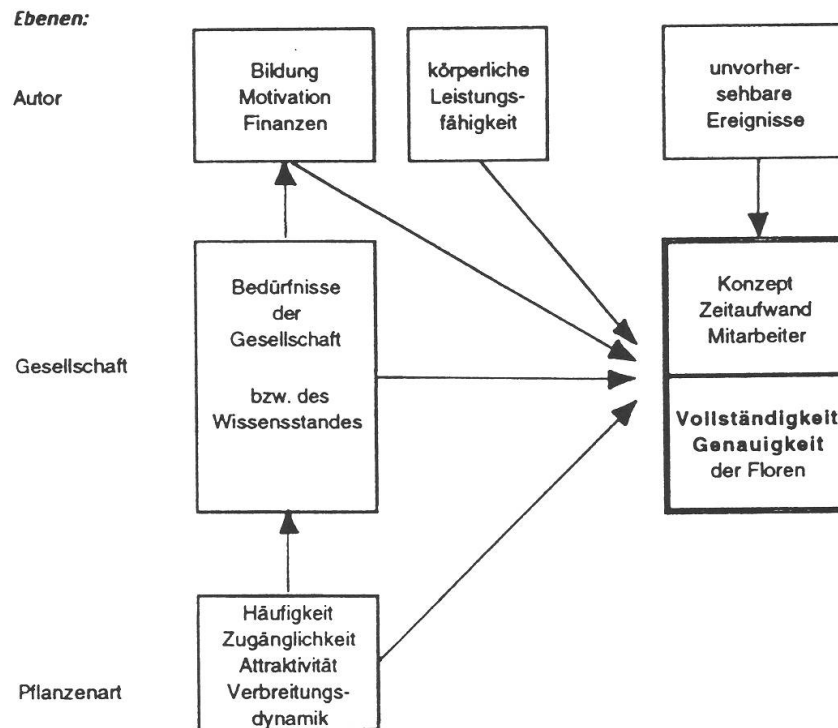 Ebenen:
Autor
Bildung
Motivation
Finanzen
körperliche
Leistungs-
fähigkeit
unvorher-
sehbare
Ereignisse
Gesellschaft
Bedürfnisse
der
Gesellschaft
bzw. des
Wissensstandes
Konzept
Zeitaufwand
Mitarbeiter
Vollständigkeit
Genauigkeit
der Floren
Pflanzenart
Häufigkeit
Zugänglichkeit
Attraktivität
Verbreitungs-
dynamik